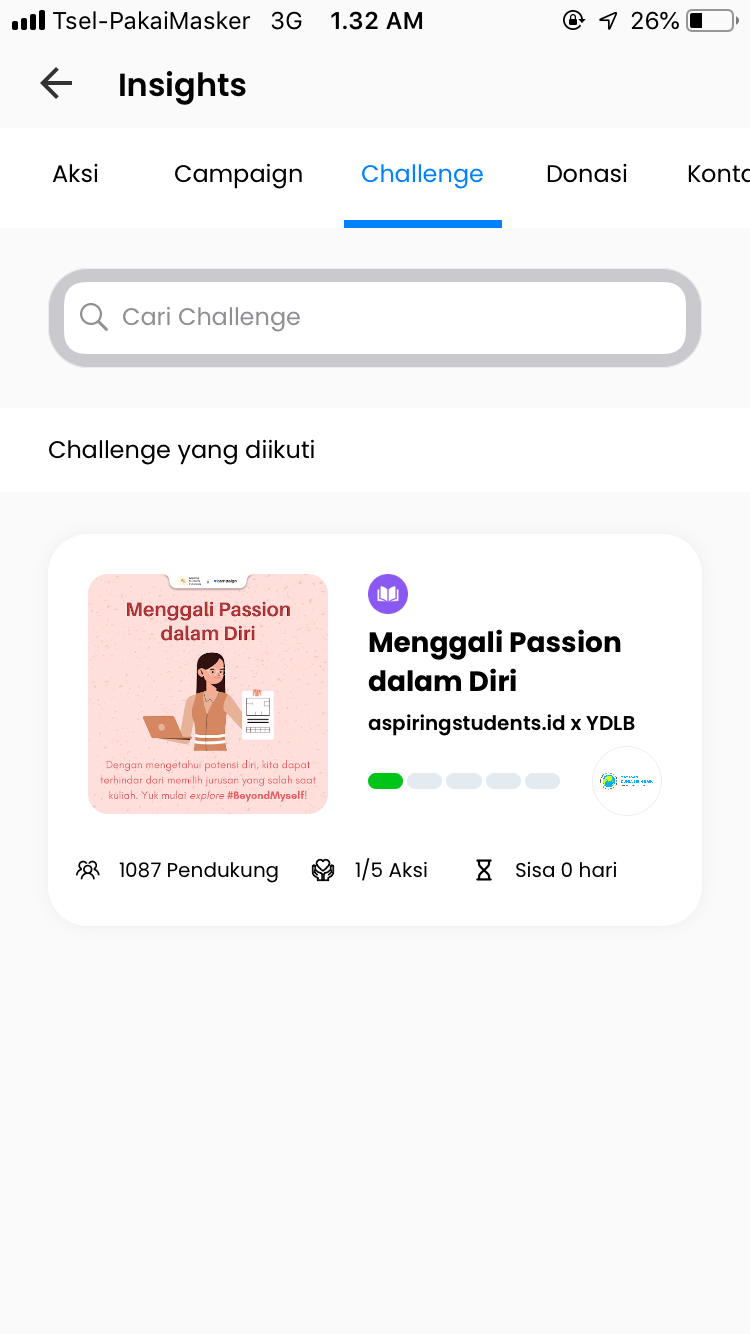 Tsel-PakaiMasker 3G 1.32 AM 26%
Insights
Aksi Campaign Challenge Donasi Konta
Cari Challenge
Challenge yang diikuti
Menggali Passion
dalam Diri
Dengan mengetahui potensi diri, kita dapat
terhindar dari memilih jurusan yang salah saat
kuliah. Yuk mulai explore #BeyondMyself!
Menggali Passion
dalam Diri
aspiringstudents.id x YDLB
1087 Pendukung 1/5 Aksi Sisa 0 hari